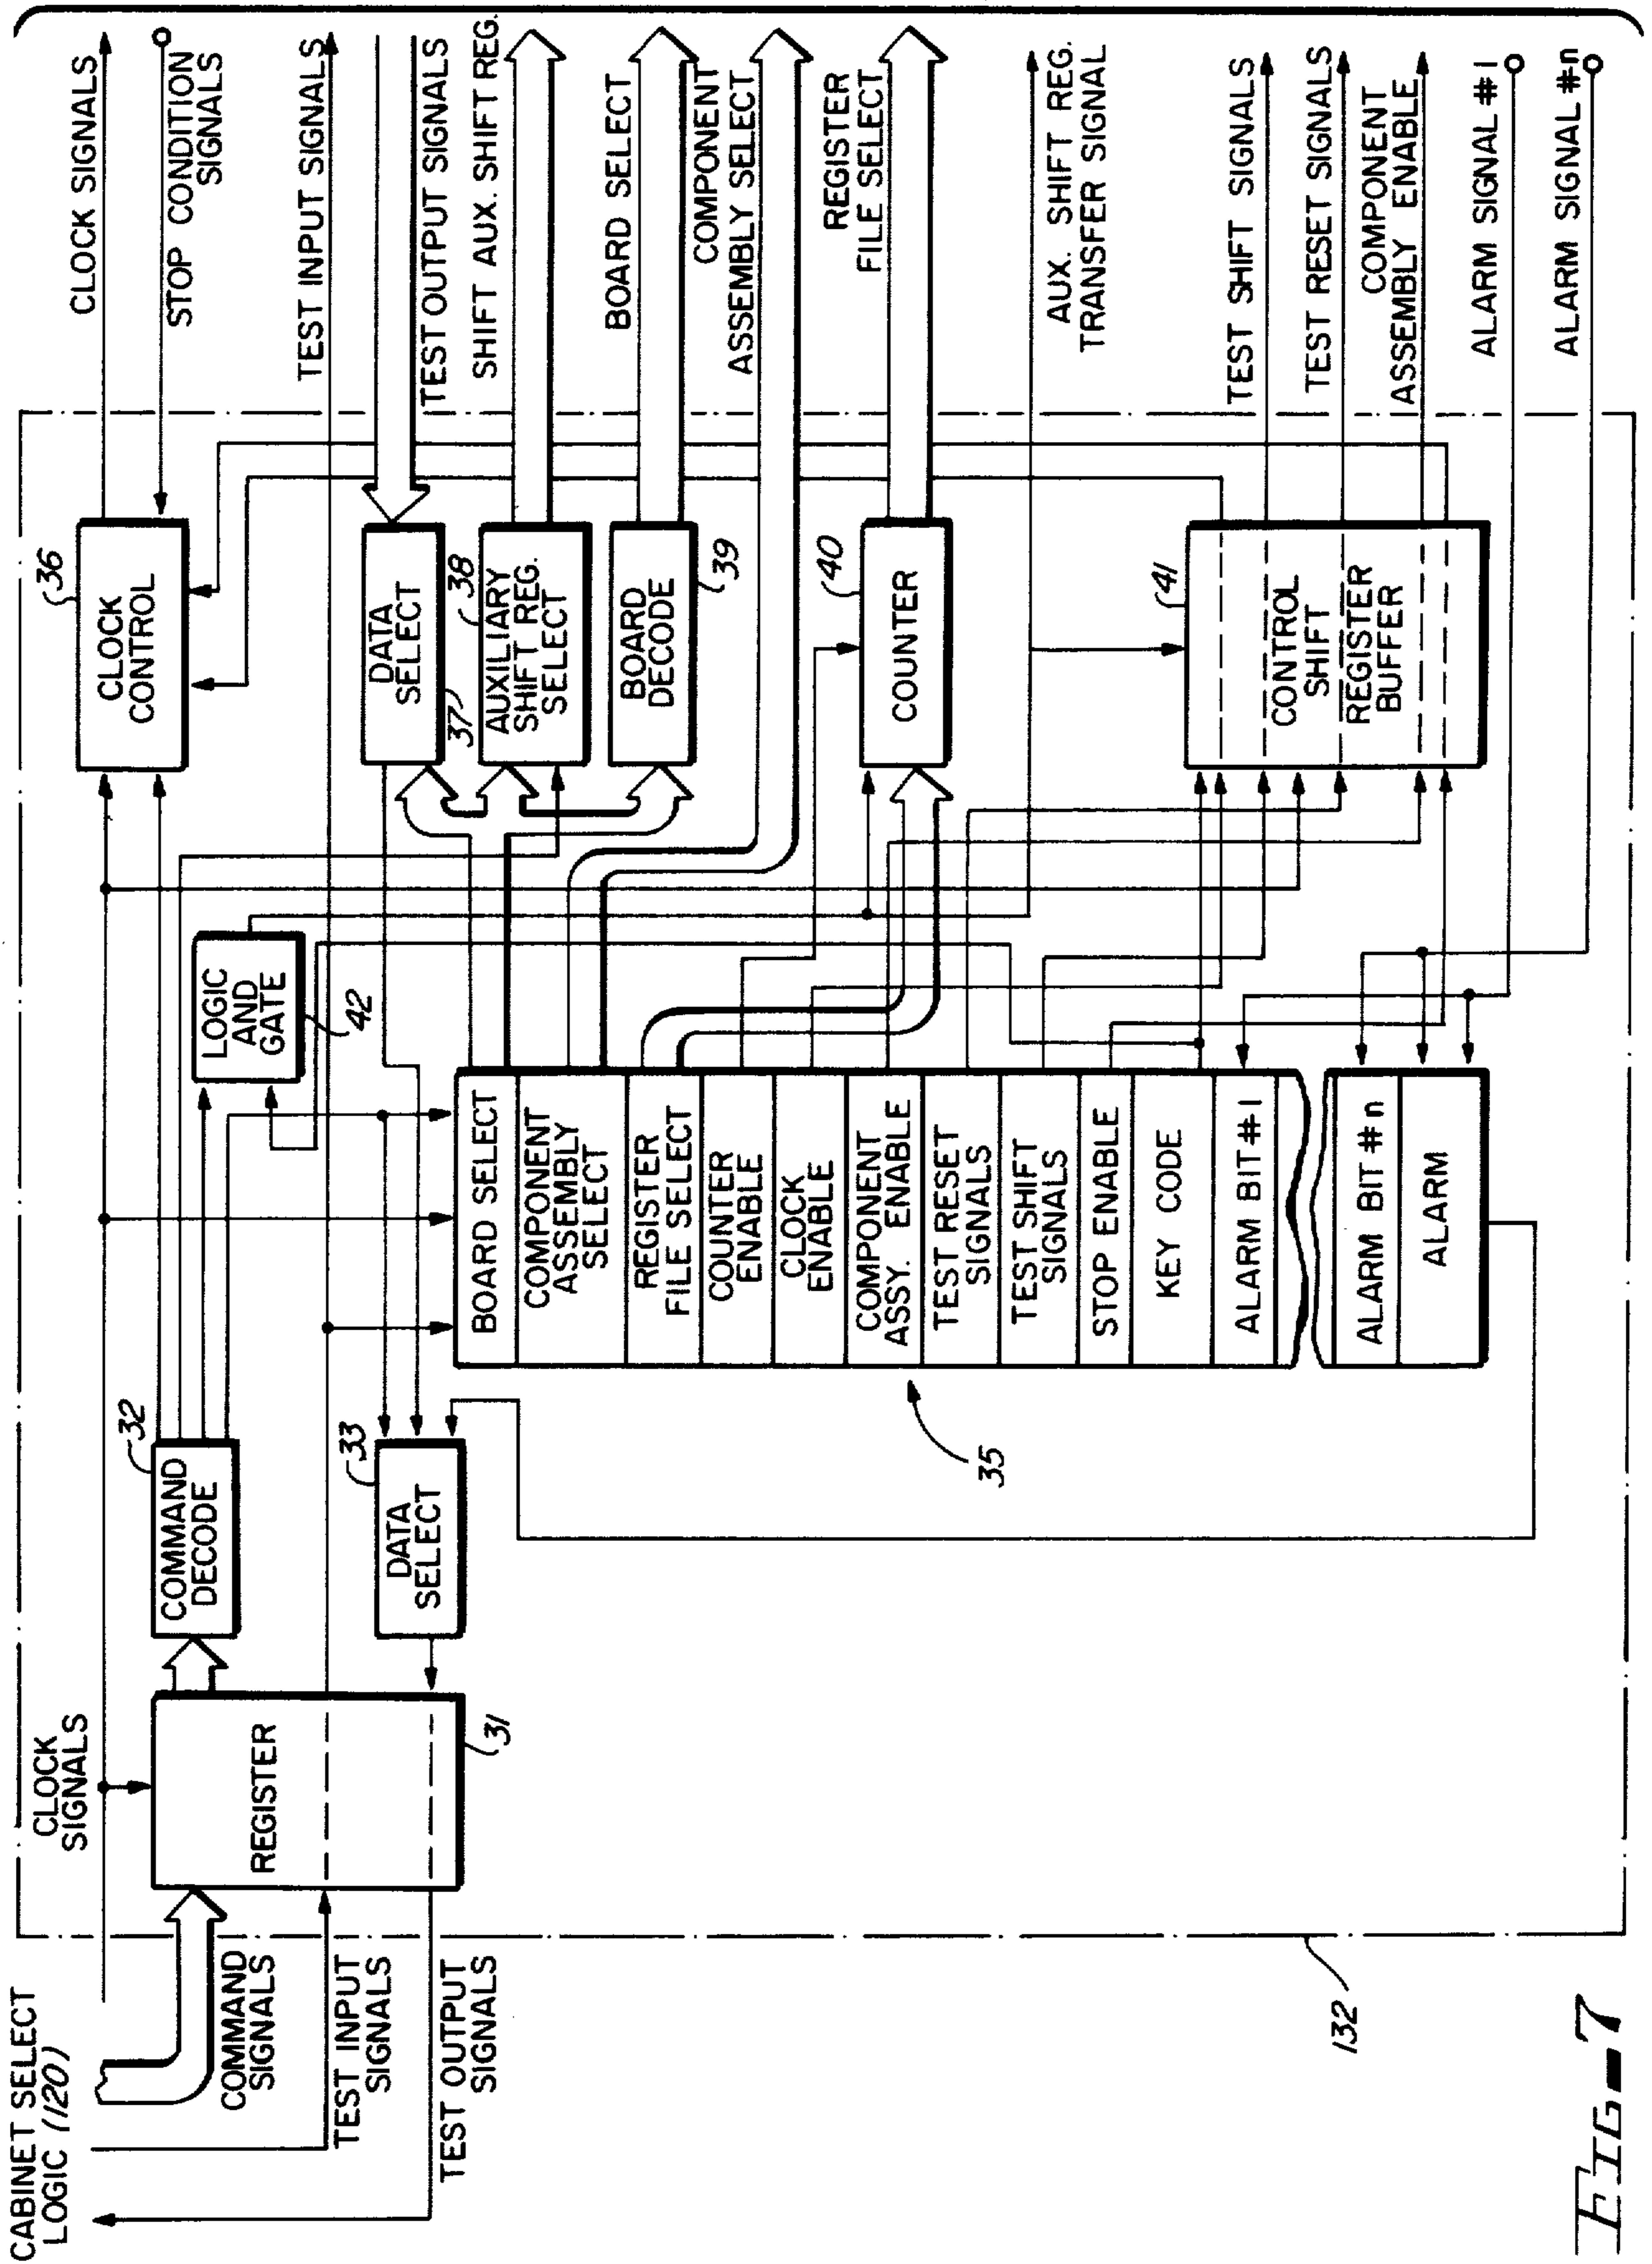 CABINET SELECT
LOGIC (120)
COMMAND
SIGNALS
TEST INPUT
SIGNALS
TEST OUTPUT
SIGNALS
CLOCK
SIGNALS
REGISTER
31
COMMAND
DECODE
32
DATA
SELECT
33
LOGIC
AND
GATE
42
BOARD SELECT
COMPONENT
ASSEMBLY
SELECT
REGISTER
FILE SELECT
COUNTER
ENABLE
CLOCK
ENABLE
COMPONENT
ASSY. ENABLE
TEST RESET
SIGNALS
TEST SHIFT
SIGNALS
STOP ENABLE
KEY CODE
ALARM BIT #1
ALARM BIT #n
ALARM
35
CLOCK
CONTROL
36
DATA
SELECT
37
AUXILIARY
SHIFT REG.
SELECT
38
BOARD
DECODE
39
COUNTER
40
CONTROL
SHIFT
REGISTER
BUFFER
41
CLOCK SIGNALS
STOP CONDITION
SIGNALS
TEST INPUT SIGNALS
TEST OUTPUT SIGNALS
SHIFT AUX. SHIFT REG.
BOARD SELECT
COMPONENT
ASSEMBLY SELECT
REGISTER
FILE SELECT
AUX. SHIFT REG.
TRANSFER SIGNAL
TEST SHIFT SIGNALS
TEST RESET SIGNALS
COMPONENT
ASSEMBLY ENABLE
ALARM SIGNAL #1
ALARM SIGNAL #n
132
FIG-7